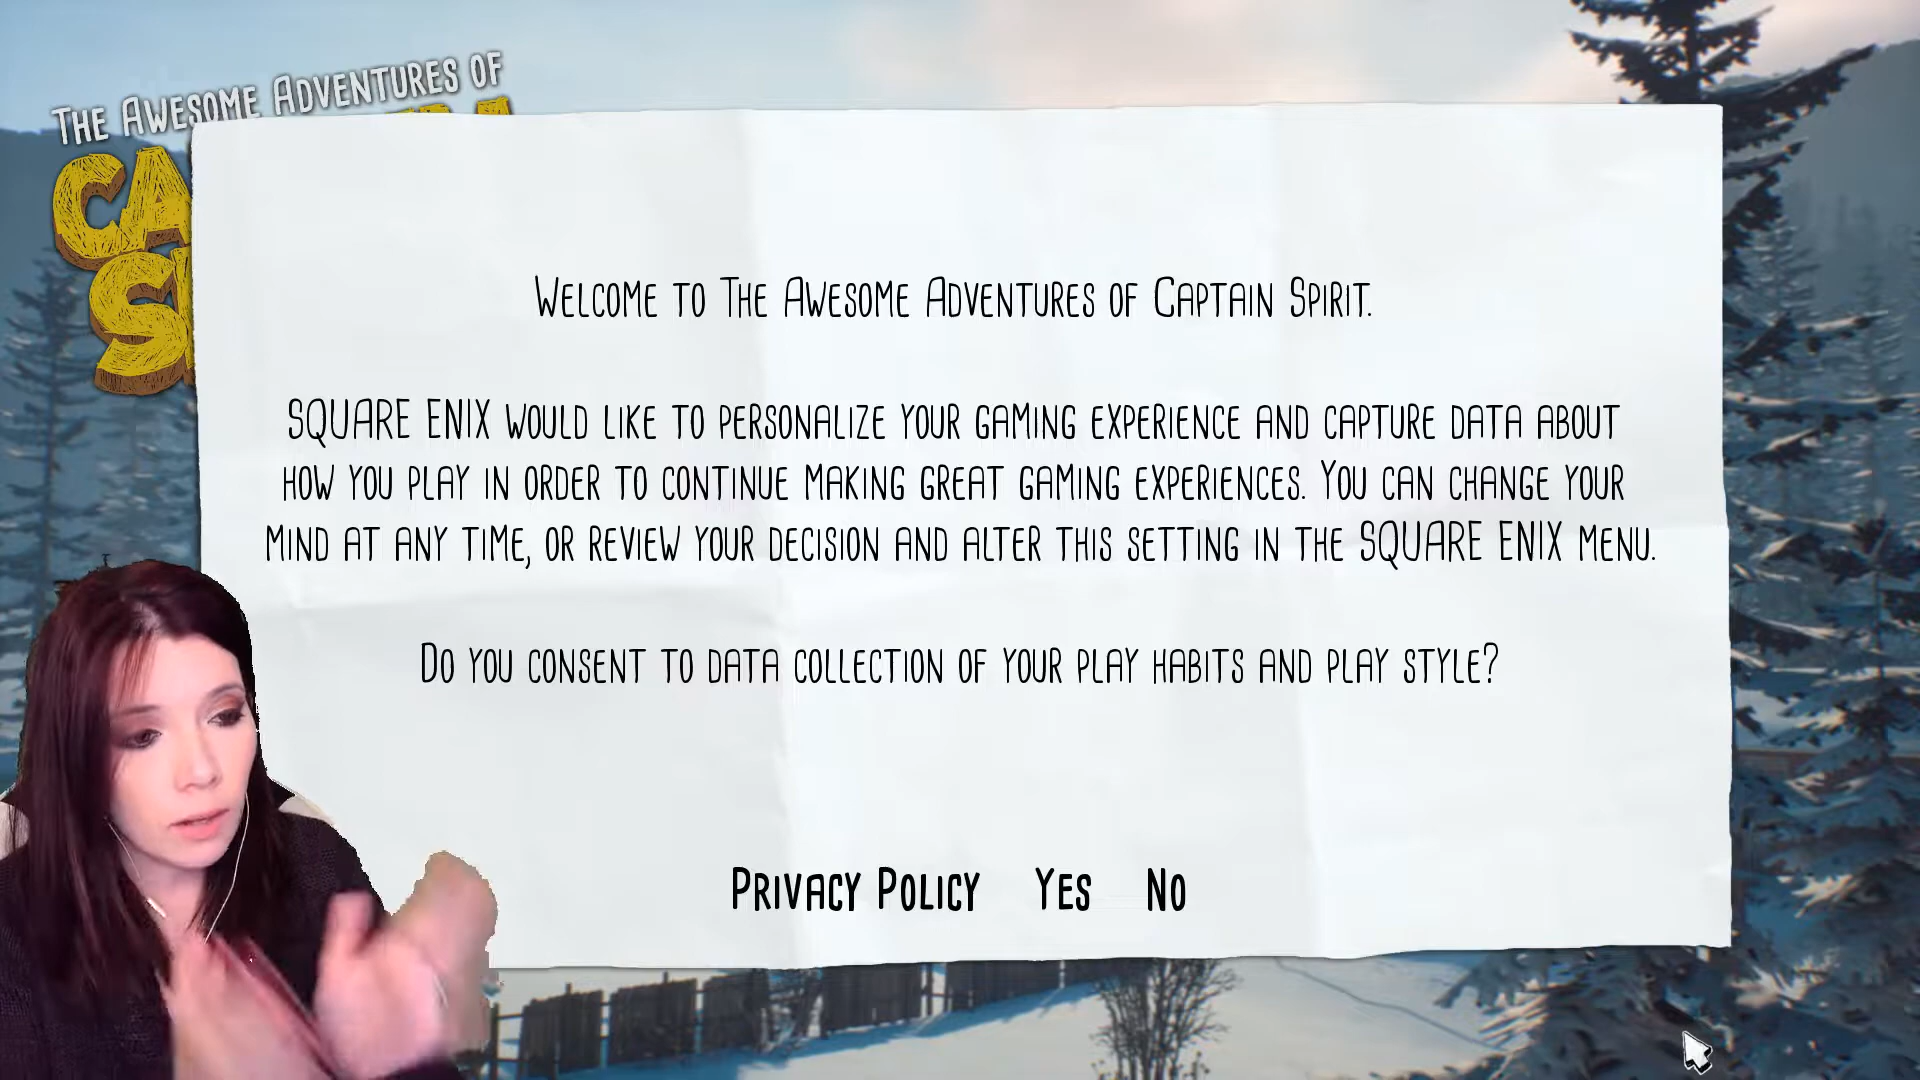 THE AWESOME ADVENTURES OF
WELCOME TO THE AWESOME ADVENTURES OF CAPTAIN SPIRIT.
SQUARE ENIX WOULD LIKE TO PERSONALIZE YOUR GAMING EXPERIENCE AND CAPTURE DATA ABOUT
HOW YOU PLAY IN ORDER TO CONTINUE MAKING GREAT GAMING EXPERIENCES. YOU CAN CHANGE YOUR
MIND AT ANY TIME, OR REVIEW YOUR DECISION AND ALTER THIS SETTING IN THE SQUARE ENIX MENU.
DO YOU CONSENT TO DATA COLLECTION OF YOUR PLAY HABITS AND PLAY STYLE?
PRIVACY POLICY YES NO